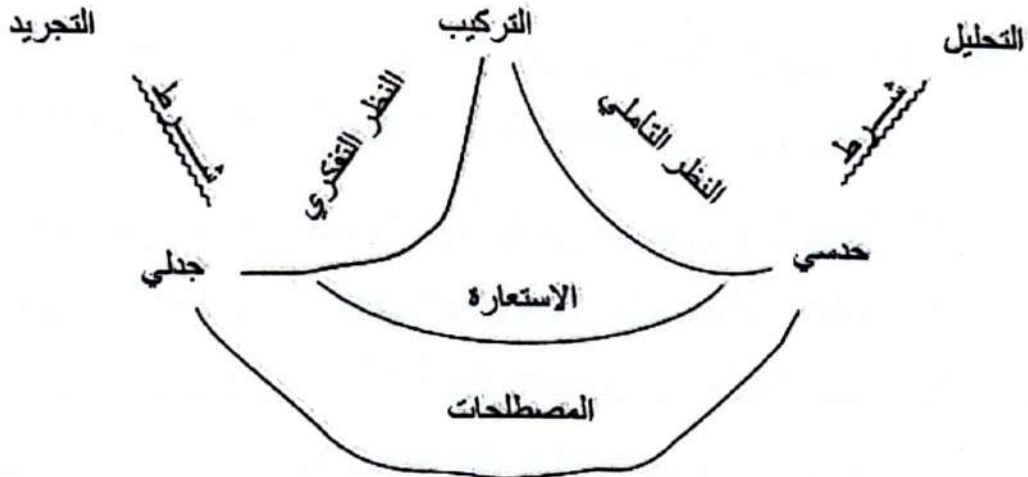 التحليل
التركيب
التجريد
شرط
النظر التأملي
النظر التفكري
شرط
حدسي
جدلي
الاستعارة
المصطلحات